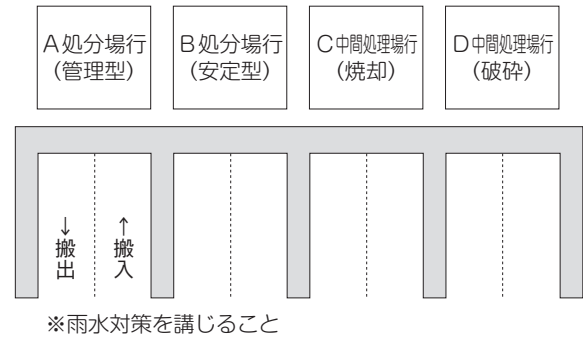 A処分場行
(管理型)
B処分場行
(安定型)
C中間処理場行
(焼却)
D中間処理場行
(破砕)
↓搬出
↑搬入
※雨水対策を講じること